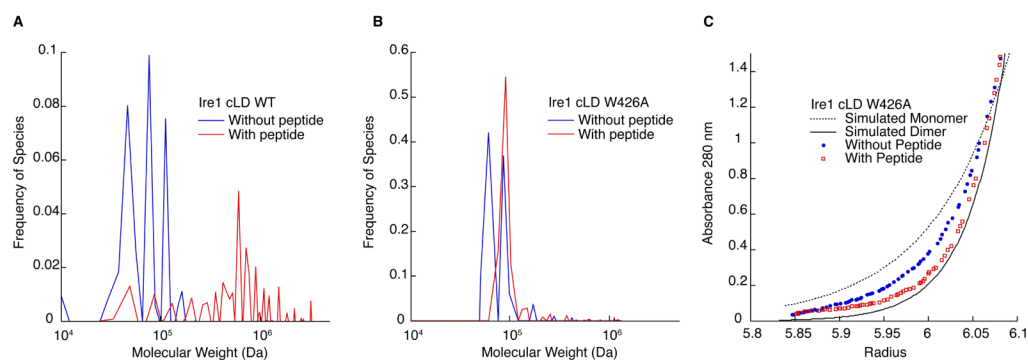 A
Frequency of Species
0.1
0.08
0.06
0.04
0.02
0
10^4
10^5
10^6
Molecular Weight (Da)
Ire1 cLD WT
Without peptide
With peptide
B
Frequency of Species
0.6
0.5
0.4
0.3
0.2
0.1
0
10^4
10^5
10^6
Molecular Weight (Da)
Ire1 cLD W426A
Without peptide
With peptide
C
Absorbance 280 nm
1.4
1.2
1
0.8
0.6
0.4
0.2
0
5.8
5.85
5.9
5.95
6
6.05
6.1
Radius
Ire1 cLD W426A
Simulated Monomer
Simulated Dimer
Without Peptide
With Peptide